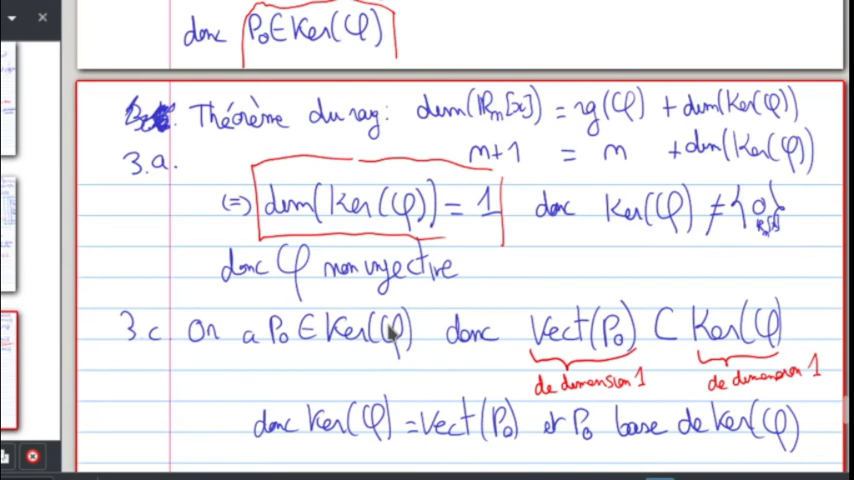 donc P₀∈Ker(φ)
Théorème du rang: dim(ℝₙ[x]) = rg(φ) + dim(Ker(φ))
n+1 = n + dim(Ker(φ))
3.a.
(=) dim(Ker(φ)) = 1 donc Ker(φ) ≠ {0}
donc φ non injective
3.c On a P₀∈Ker(φ) donc Vect(P₀) ⊂ Ker(φ)
de dimension 1 de dimension 1
donc Ker(φ) = Vect(P₀) et P₀ base de Ker(φ)